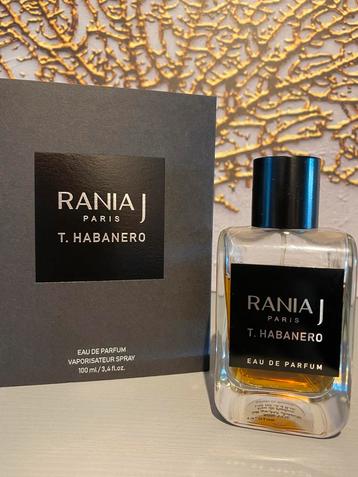 RANIA J
PARIS
T. HABANERO
EAU DE PARFUM
VAPORISATEUR SPRAY
100 ml / 3,4 fl.oz.
RANIA J
PARIS
T. HABANERO
EAU DE PARFUM